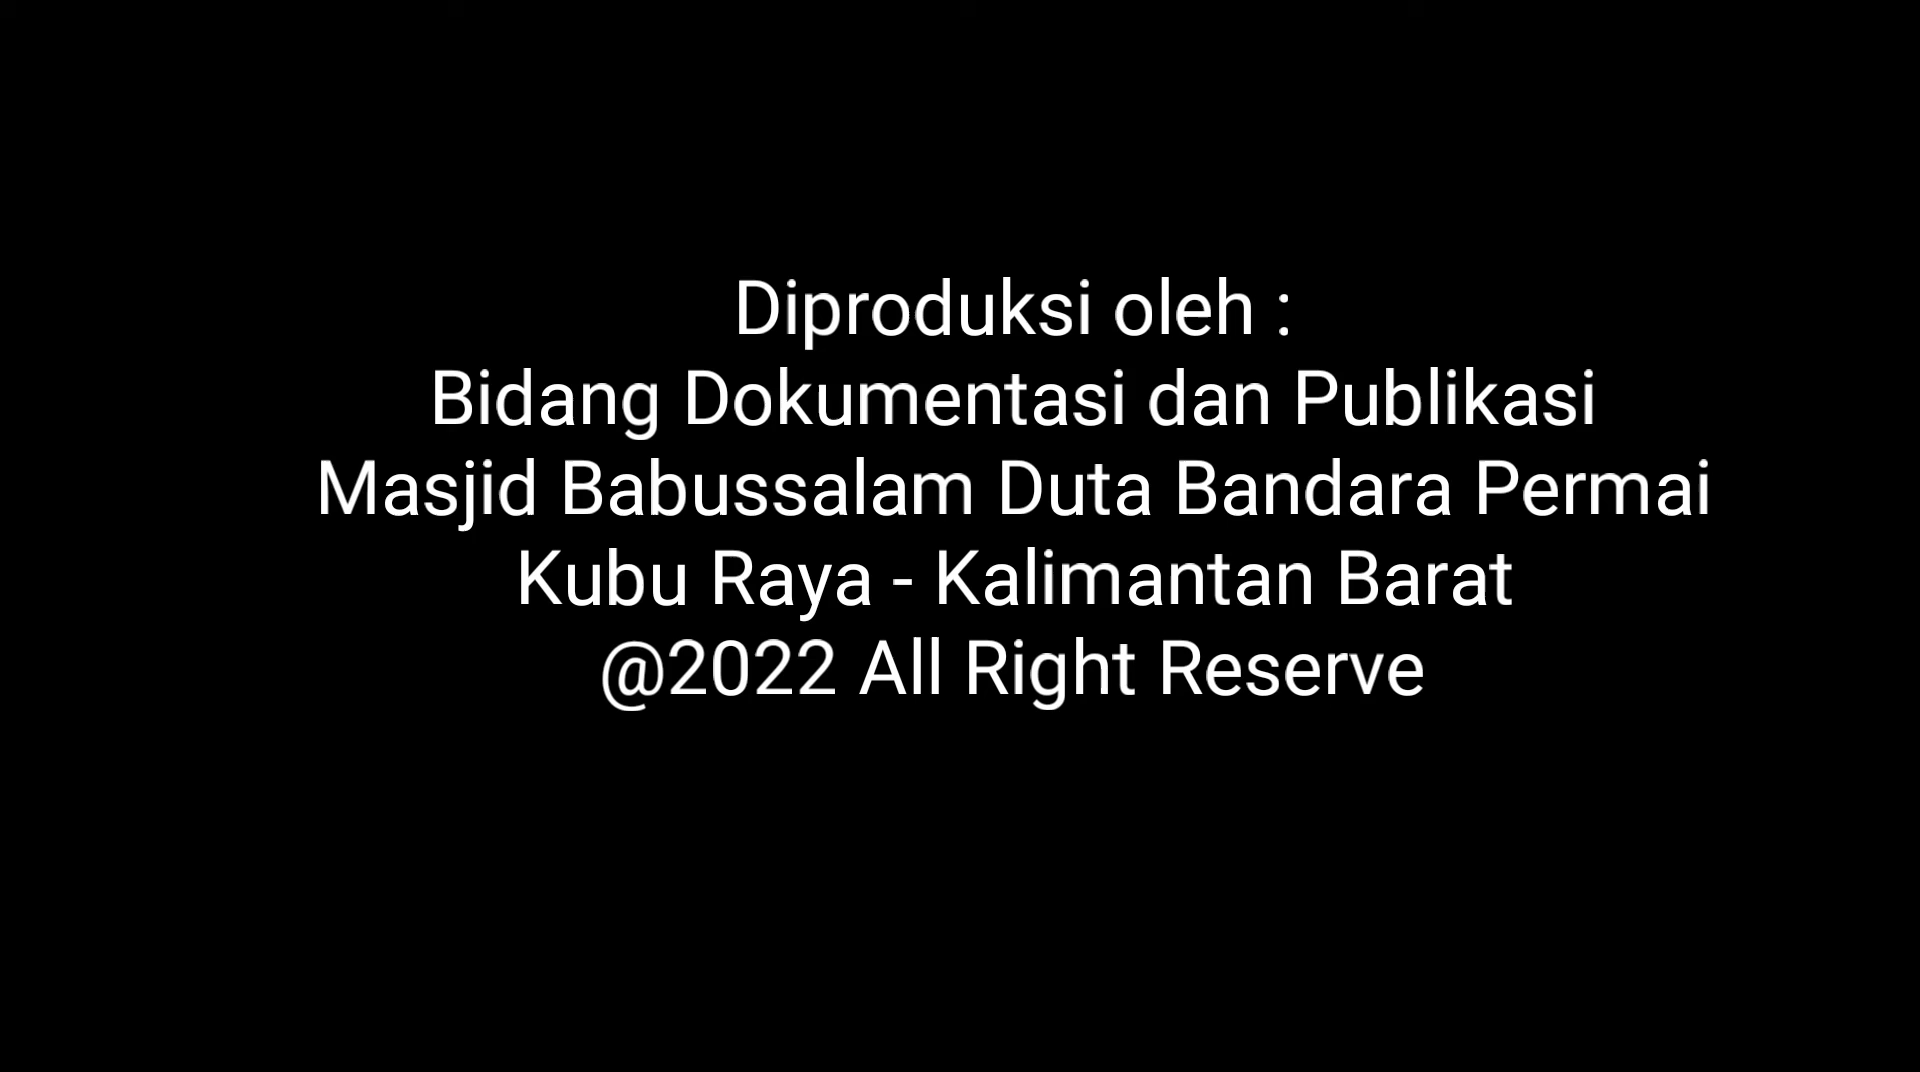 Diproduksi oleh :
Bidang Dokumentasi dan Publikasi
Masjid Babussalam Duta Bandara Permai
Kubu Raya - Kalimantan Barat
@2022 All Right Reserve